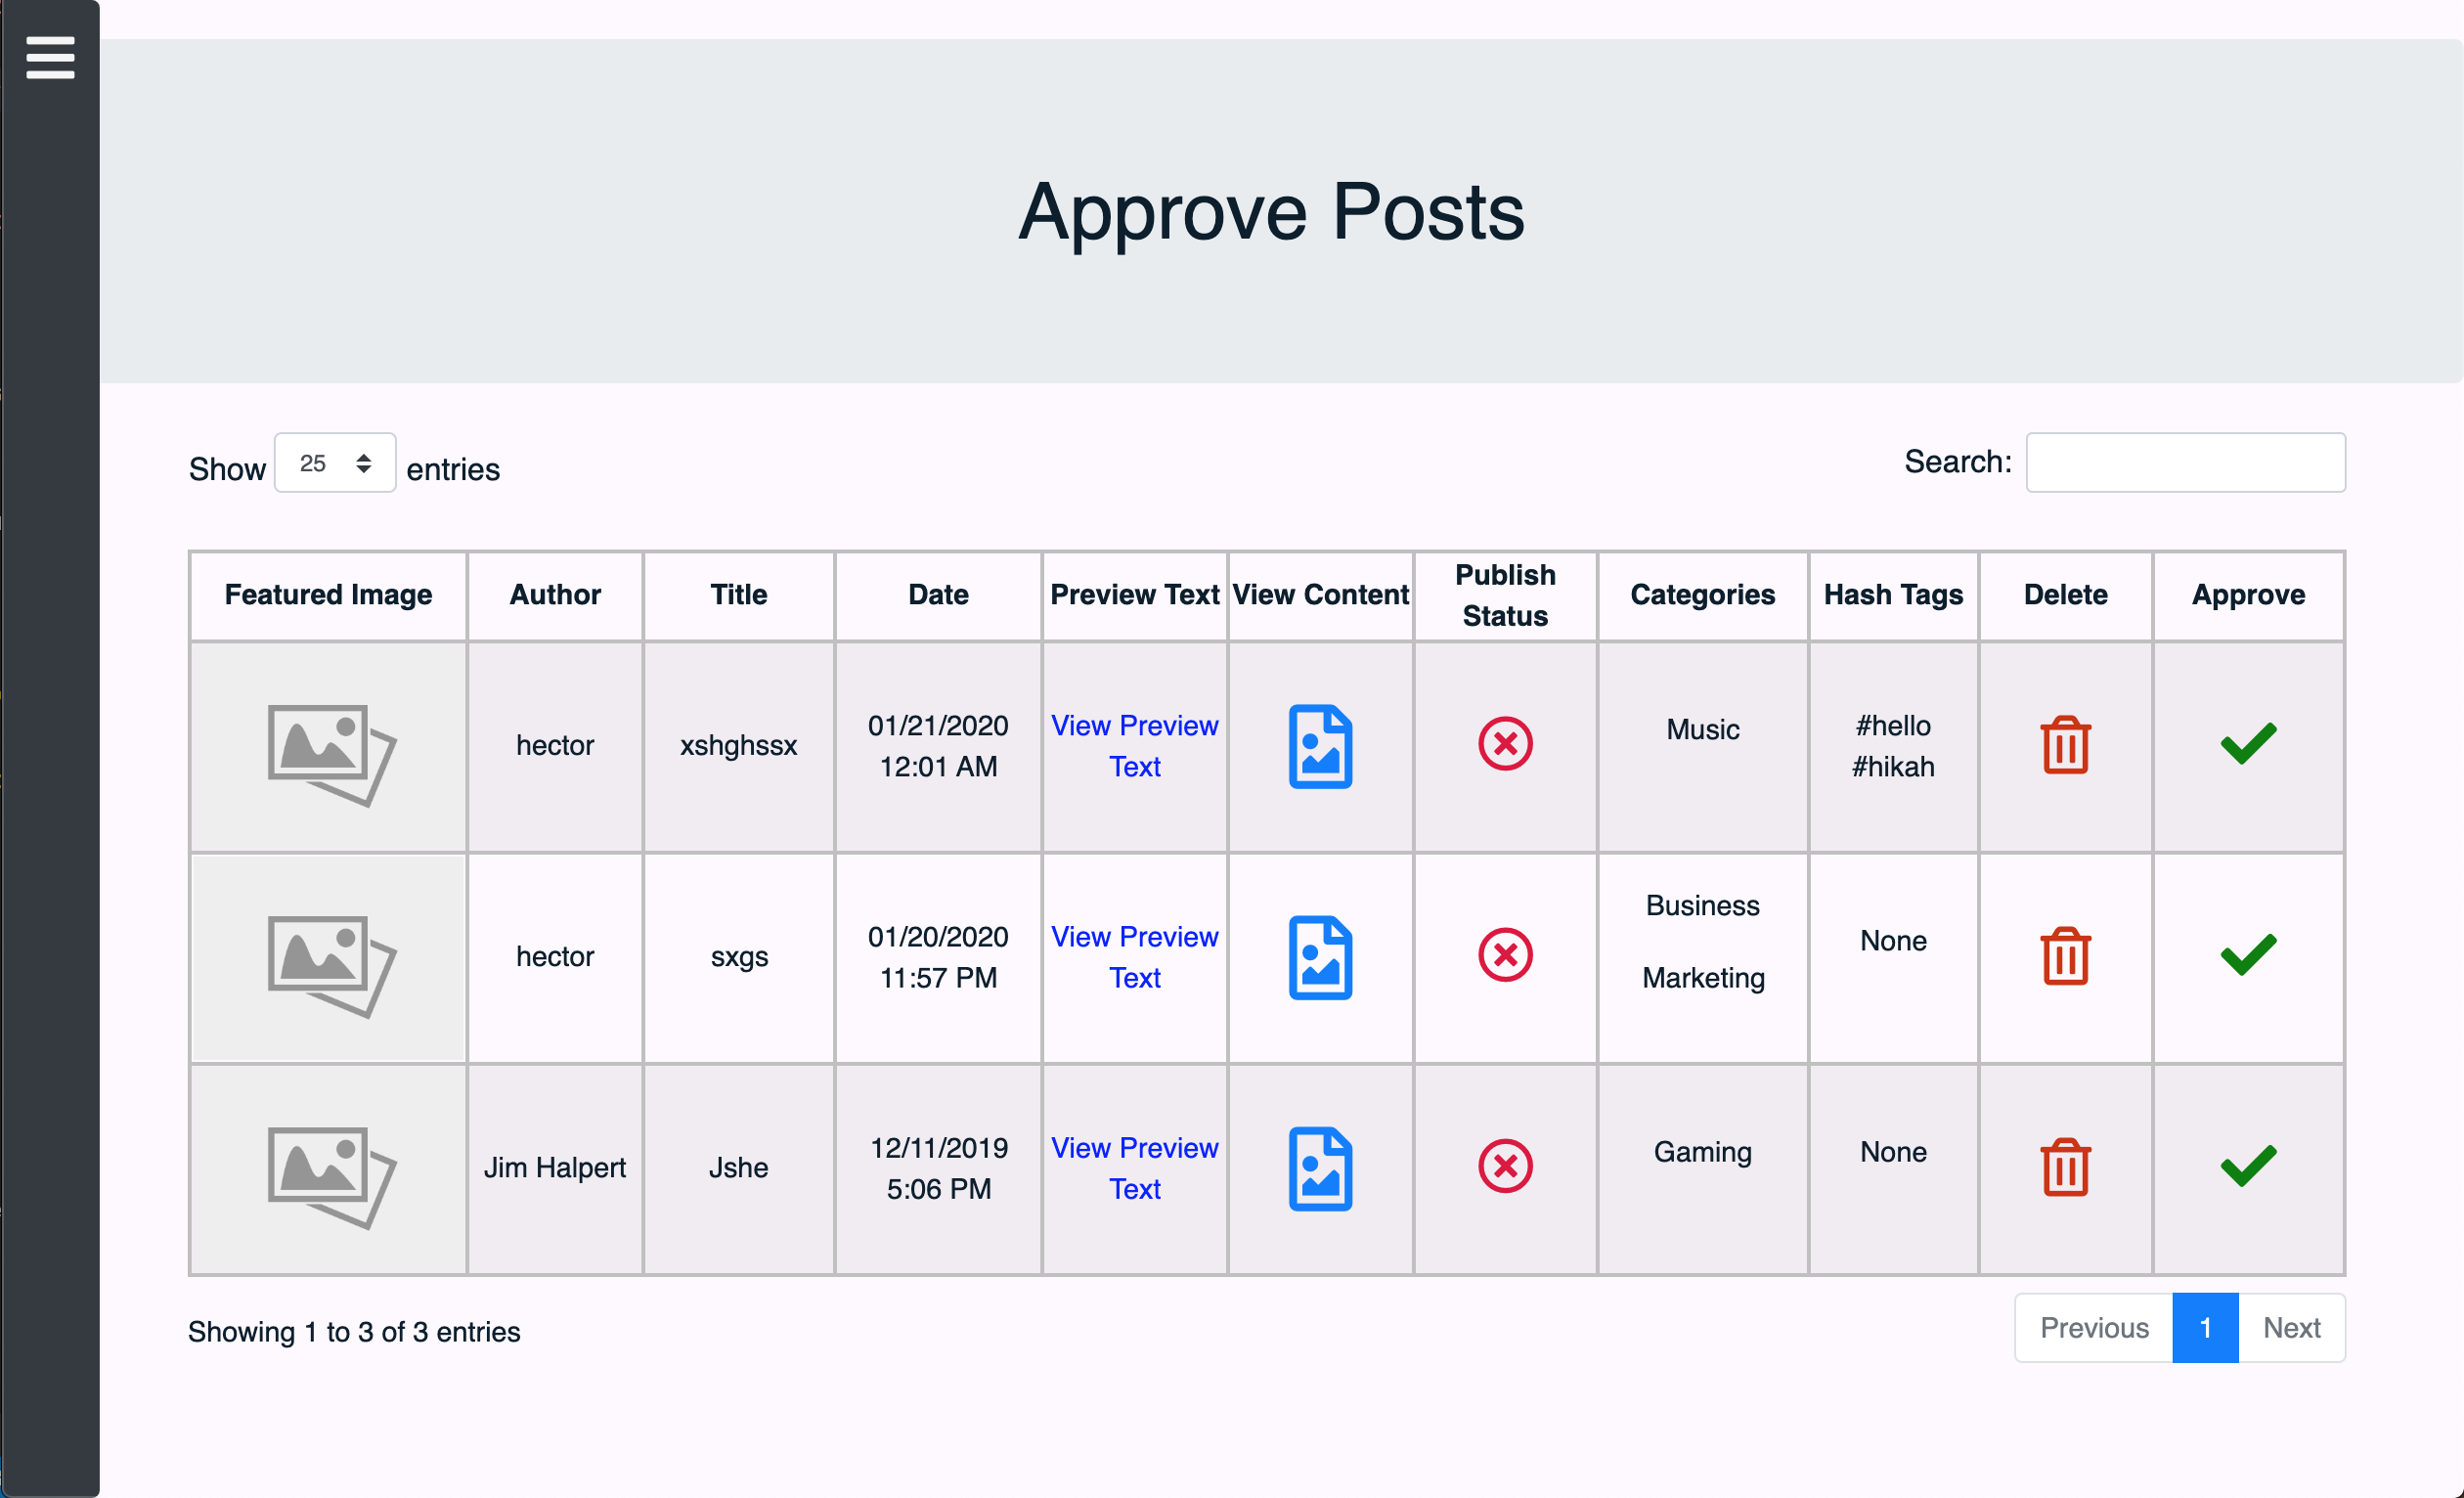 Approve Posts
Show 25 entries
Search:
Featured Image Author Title Date Preview Text View Content Publish Status Categories Hash Tags Delete Approve
hector xshghssx 01/21/2020 12:01 AM View Preview Text Music #hello #hikah
hector sxgs 01/20/2020 11:57 PM View Preview Text Business Marketing None
Jim Halpert Jshe 12/11/2019 5:06 PM View Preview Text Gaming None
Showing 1 to 3 of 3 entries
Previous 1 Next